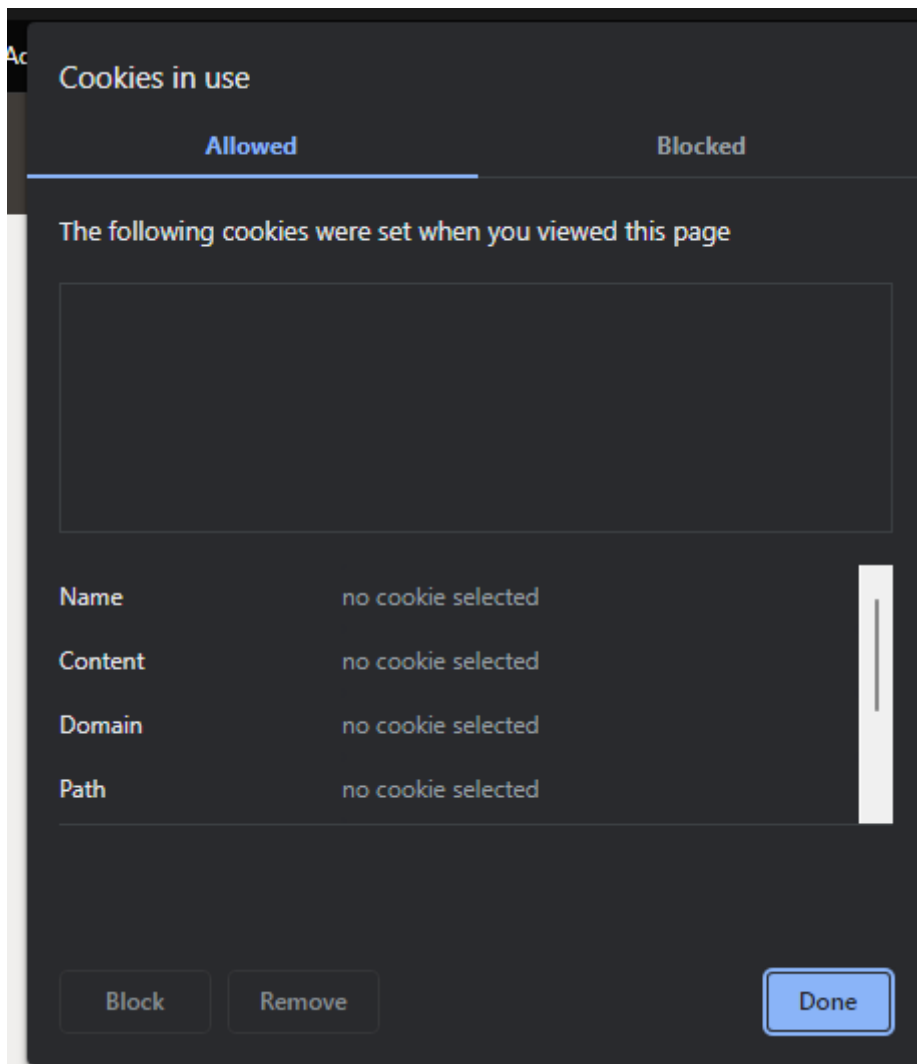 Ad
Cookies in use
Allowed Blocked
The following cookies were set when you viewed this page
Name no cookie selected
Content no cookie selected
Domain no cookie selected
Path no cookie selected
Block Remove Done